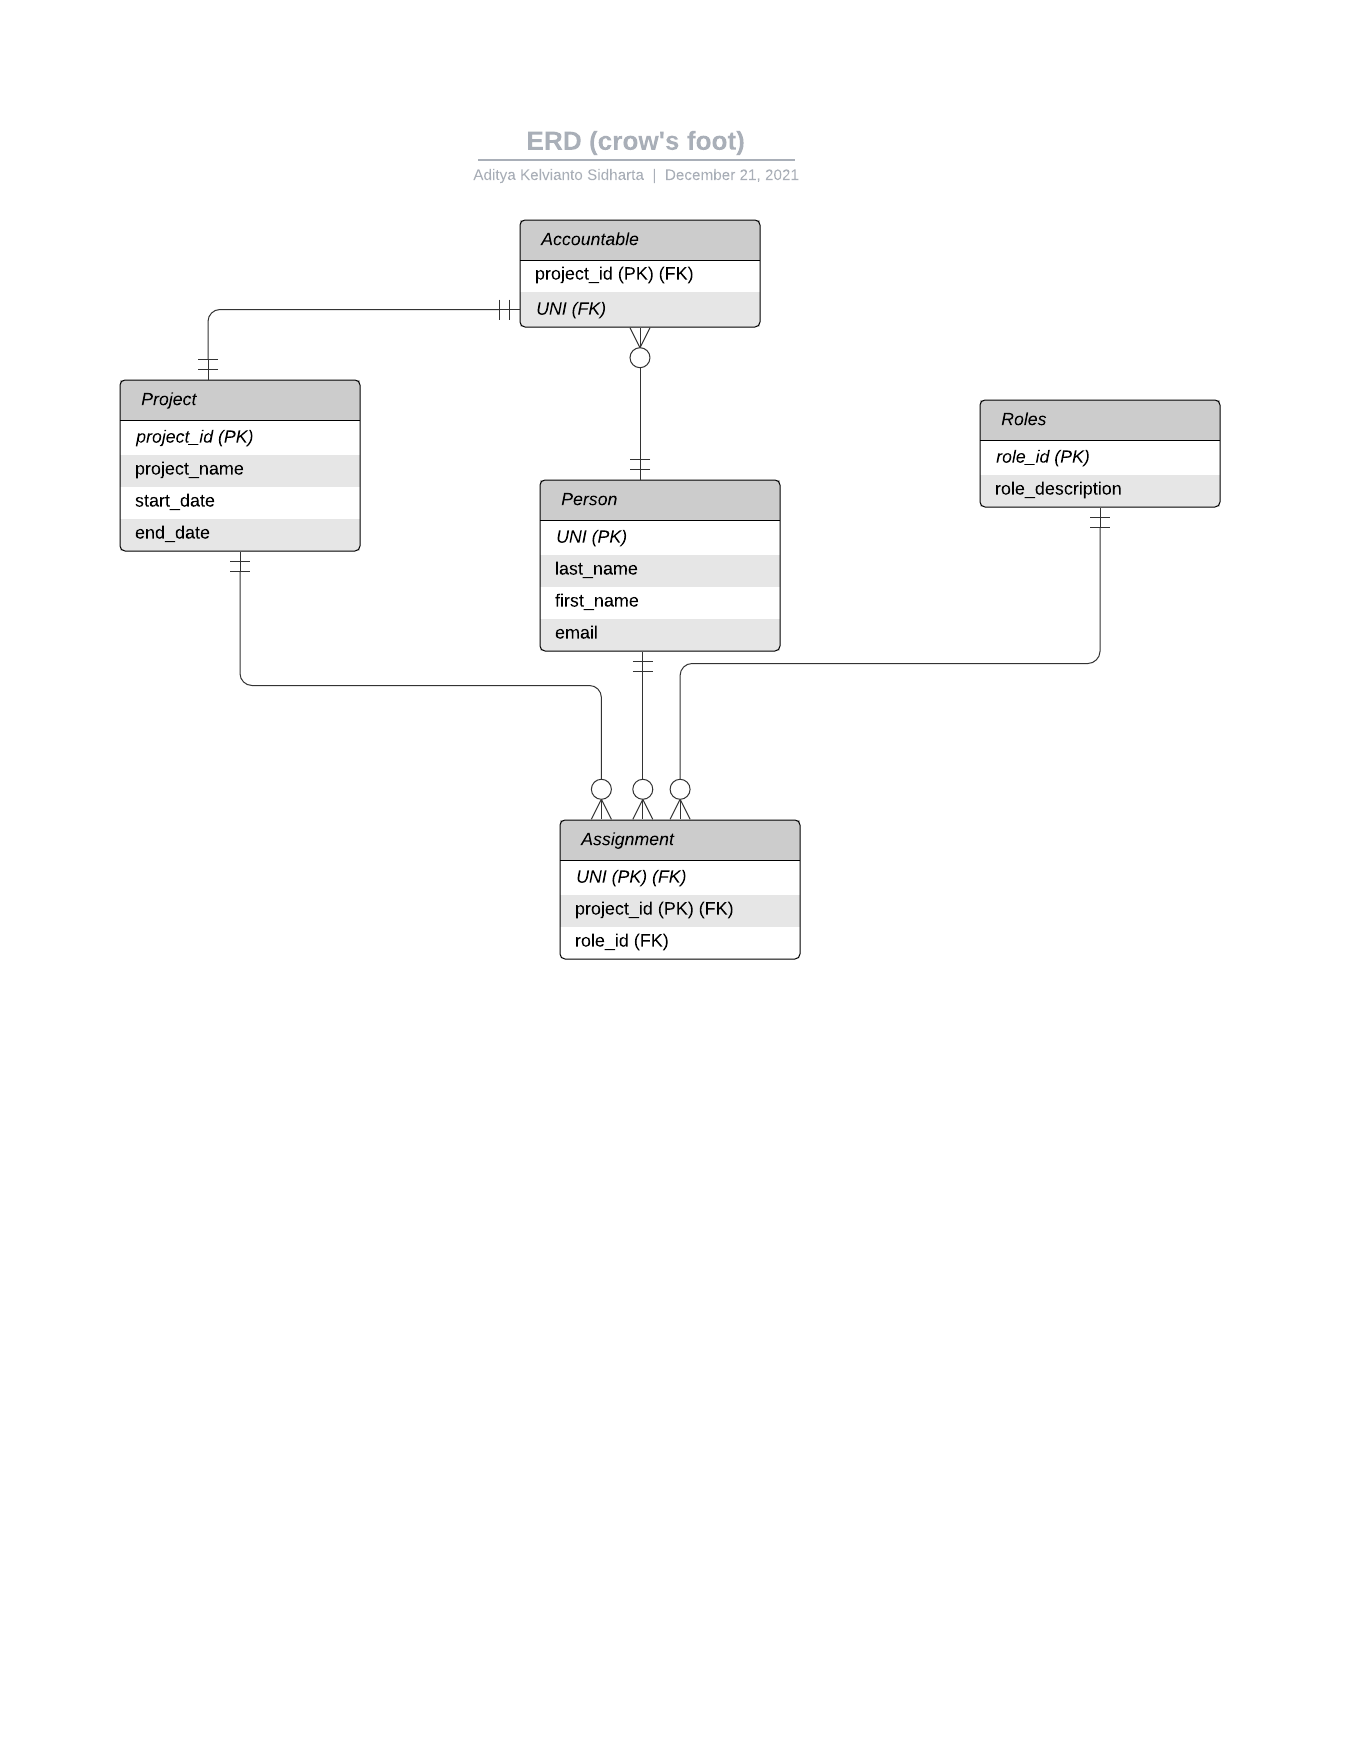 ERD (crow's foot)
Aditya Kelvianto Sidharta | December 21, 2021
Accountable
project_id (PK) (FK)
UNI (FK)
Project
project_id (PK)
project_name
start_date
end_date
Person
UNI (PK)
last_name
first_name
email
Roles
role_id (PK)
role_description
Assignment
UNI (PK) (FK)
project_id (PK) (FK)
role_id (FK)